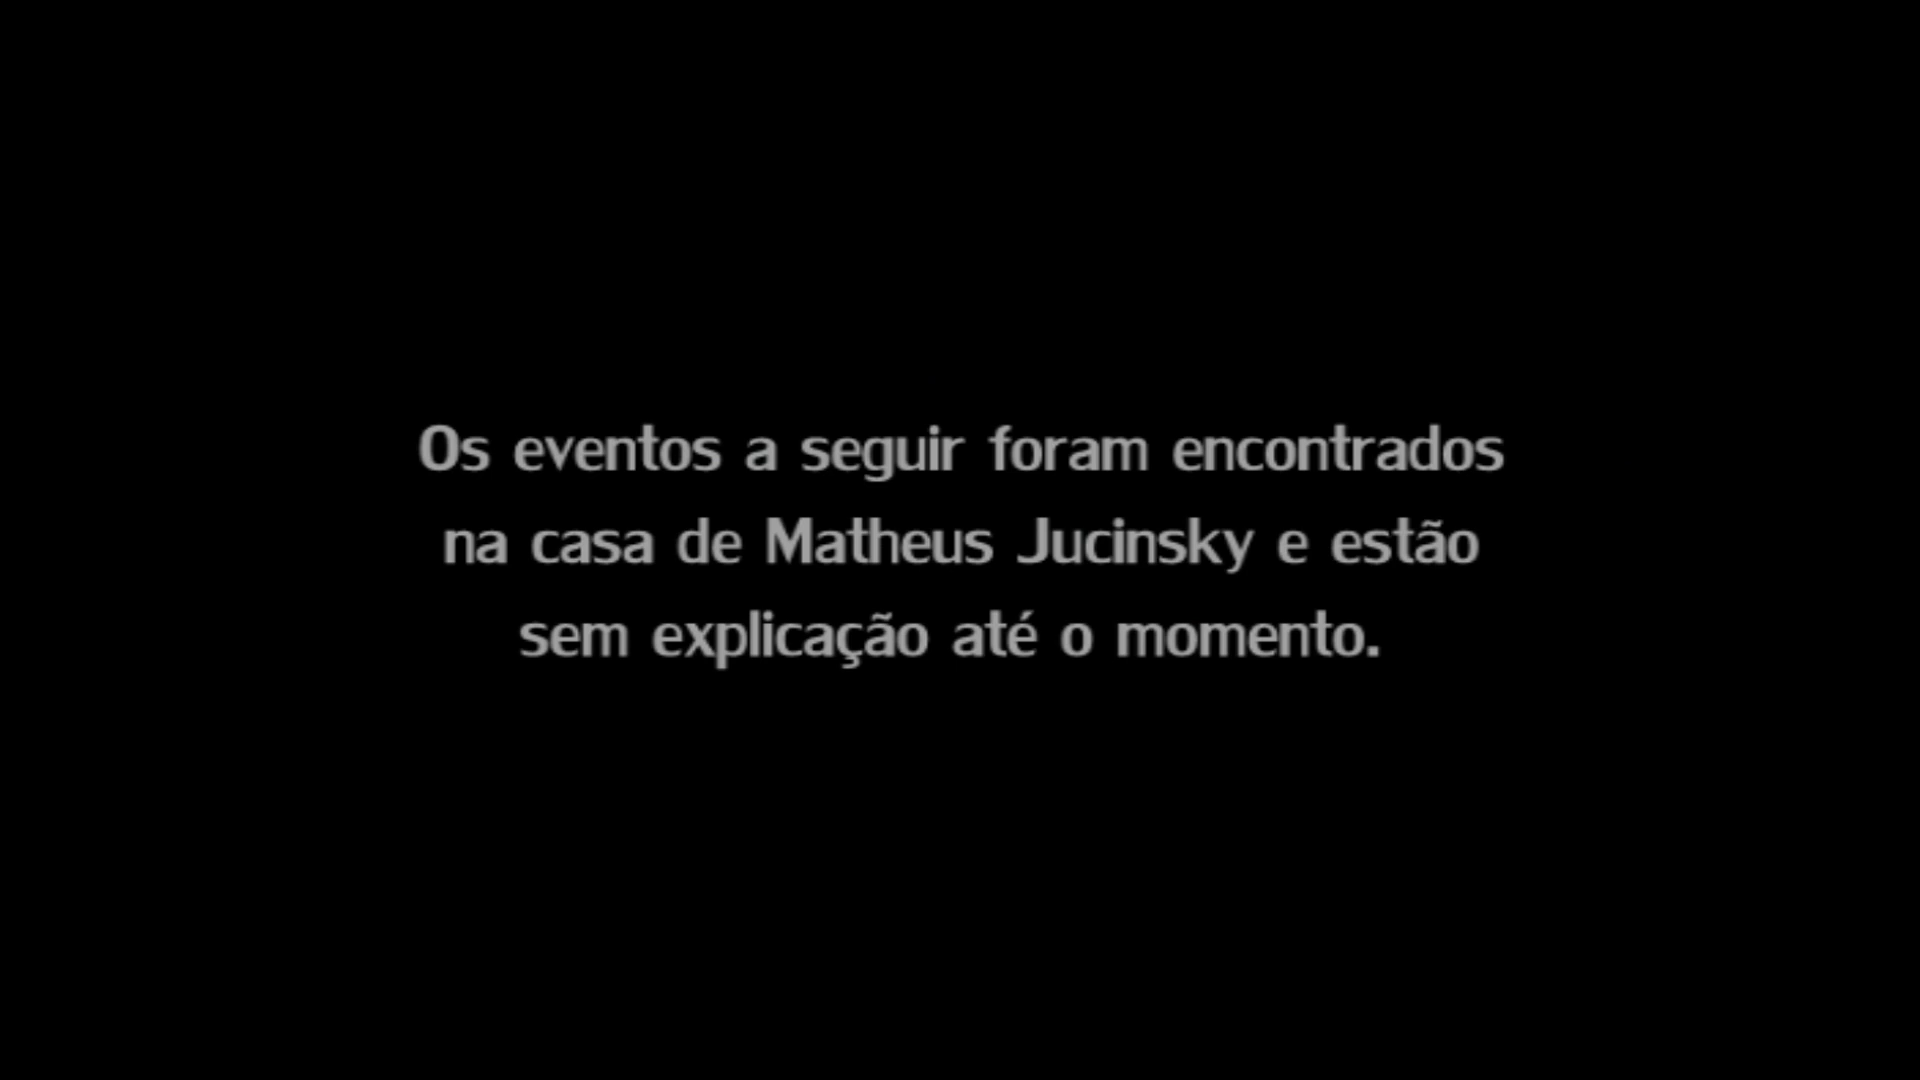 Os eventos a seguir foram encontrados
na casa de Matheus Jucinsky e estão
sem explicação até o momento.